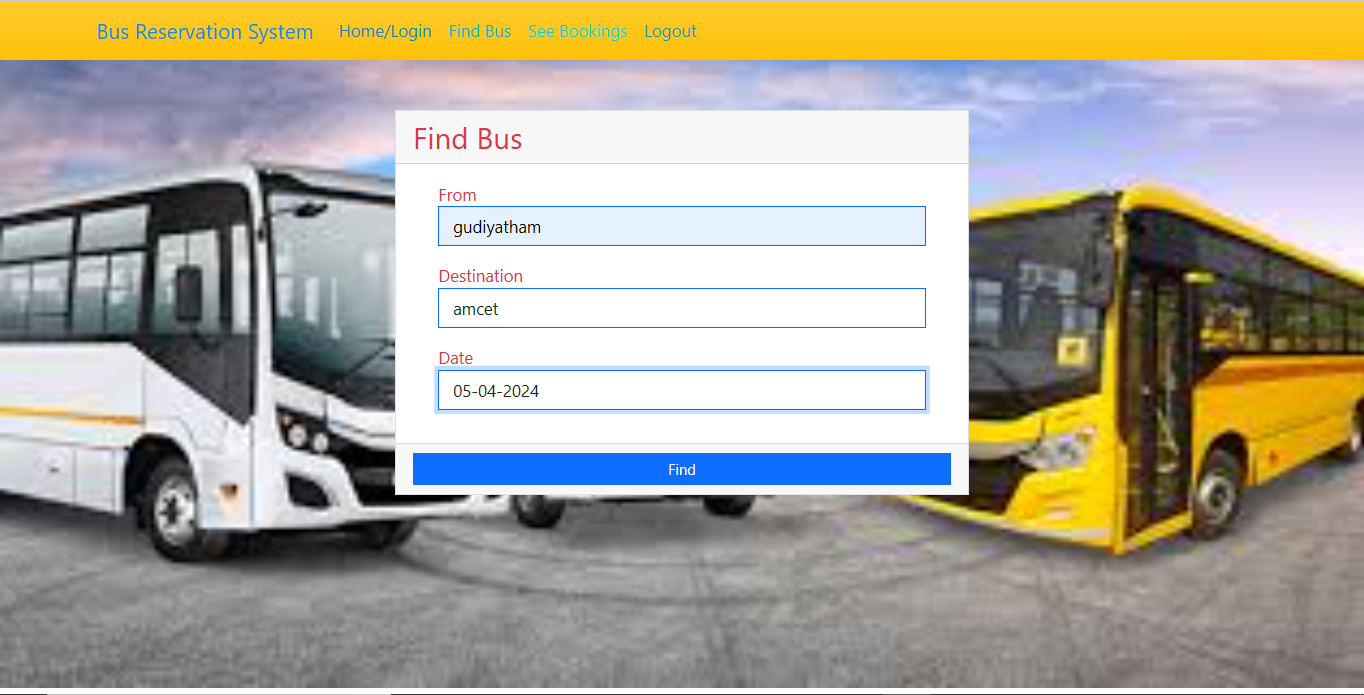 Bus Reservation System Home/Login Find Bus See Bookings Logout
Find Bus
From
gudiyatham
Destination
amcet
Date
05-04-2024
Find